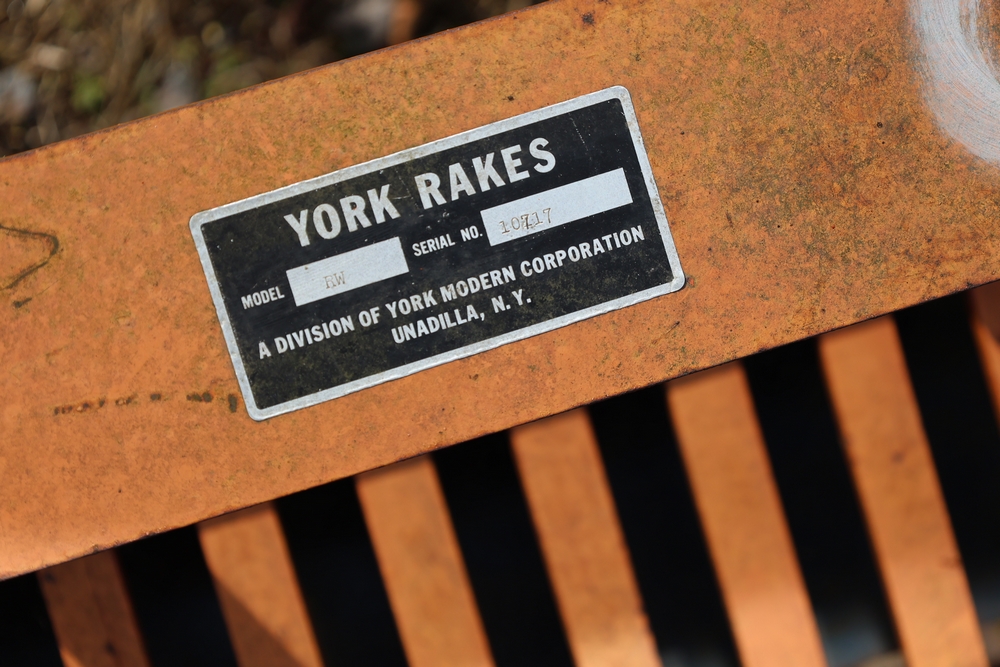 YORK RAKES
MODEL RW SERIAL NO. 10717
A DIVISION OF YORK MODERN CORPORATION
UNADILLA, N.Y.